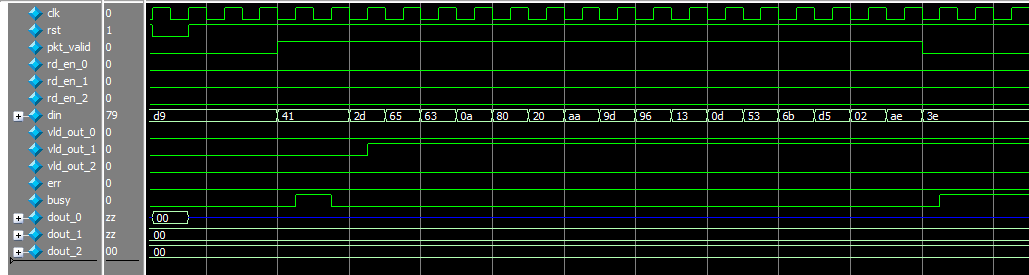 clk 0
rst 1
pkt_valid 0
rd_en_0 0
rd_en_1 0
rd_en_2 0
din 79 d9 41 2d 65 63 0a 80 20 aa 9d 96 13 0d 53 6b d5 02 ae 3e
vld_out_0 0
vld_out_1 0
vld_out_2 0
err 0
busy 0
dout_0 zz 00
dout_1 zz 00
dout_2 00 00